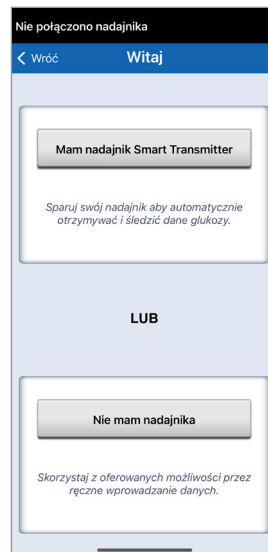 Nie połączono nadajnika
Wróć
Witaj
Mam nadajnik Smart Transmitter
Sparuj swój nadajnik aby automatycznie
otrzymywać i śledzić dane glukozy.
LUB
Nie mam nadajnika
Skorzystaj z oferowanych możliwości przez
ręczne wprowadzanie danych.